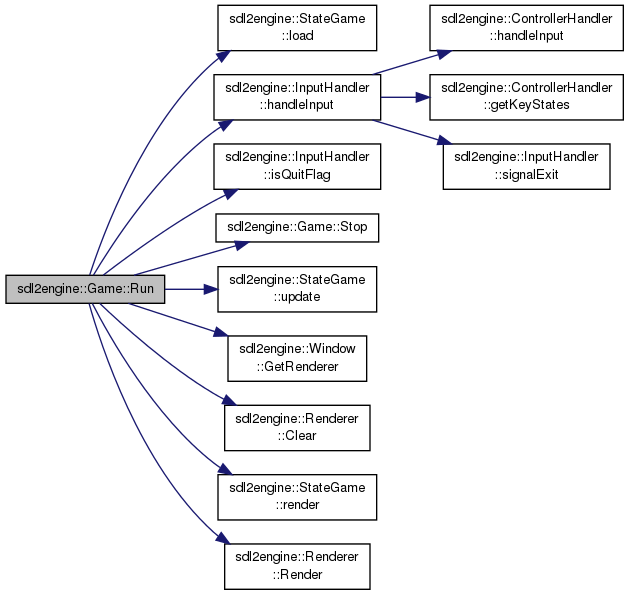 sdl2engine::Game::Run
sdl2engine::StateGame
::load
sdl2engine::InputHandler
::handleInput
sdl2engine::InputHandler
::isQuitFlag
sdl2engine::Game::Stop
sdl2engine::StateGame
::update
sdl2engine::Window
::GetRenderer
sdl2engine::Renderer
::Clear
sdl2engine::StateGame
::render
sdl2engine::Renderer
::Render
sdl2engine::ControllerHandler
::handleInput
sdl2engine::ControllerHandler
::getKeyStates
sdl2engine::InputHandler
::signalExit